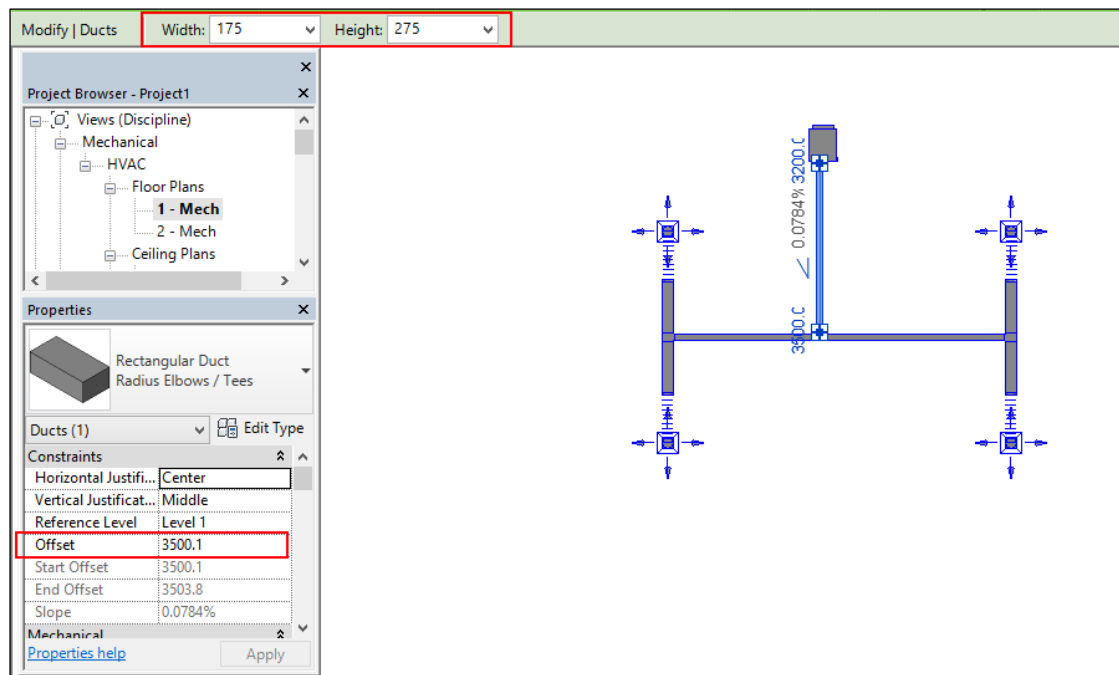 Modify | Ducts Width: 175 Height: 275
Project Browser - Project1
Views (Discipline)
Mechanical
HVAC
Floor Plans
1 - Mech
2 - Mech
Ceiling Plans
Properties
Rectangular Duct
Radius Elbows / Tees
Ducts (1) Edit Type
Constraints
Horizontal Justifi... Center
Vertical Justificat... Middle
Reference Level Level 1
Offset 3500.1
Start Offset 3500.1
End Offset 3503.8
Slope 0.0784%
Mechanical
Properties help Apply
3200.0
0.0784%
3500.0